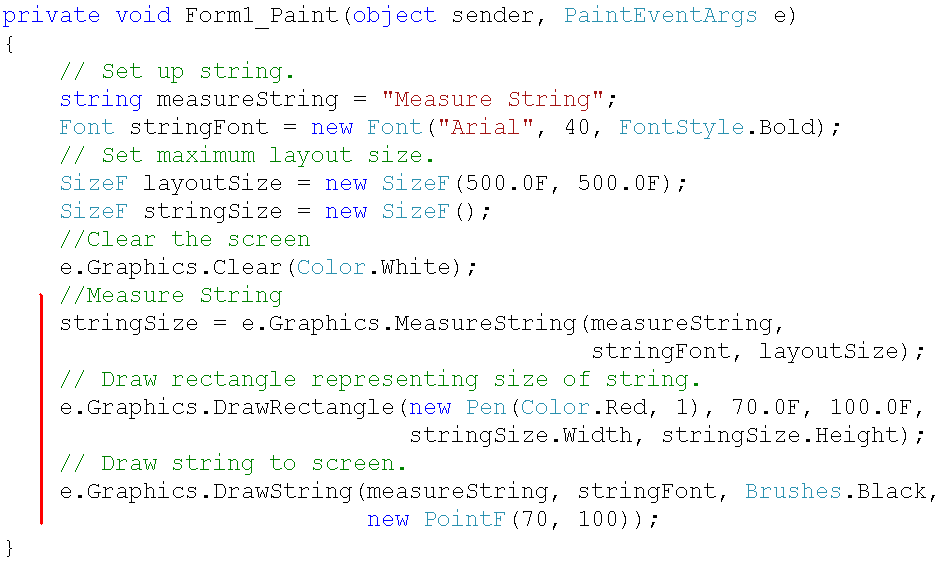 private void Form1_Paint(object sender, PaintEventArgs e)
{
// Set up string.
string measureString = "Measure String";
Font stringFont = new Font("Arial", 40, FontStyle.Bold);
// Set maximum layout size.
SizeF layoutSize = new SizeF(500.0F, 500.0F);
SizeF stringSize = new SizeF();
//Clear the screen
e.Graphics.Clear(Color.White);
//Measure String
stringSize = e.Graphics.MeasureString(measureString,
stringFont, layoutSize);
// Draw rectangle representing size of string.
e.Graphics.DrawRectangle(new Pen(Color.Red, 1), 70.0F, 100.0F,
stringSize.Width, stringSize.Height);
// Draw string to screen.
e.Graphics.DrawString(measureString, stringFont, Brushes.Black,
new PointF(70, 100));
}